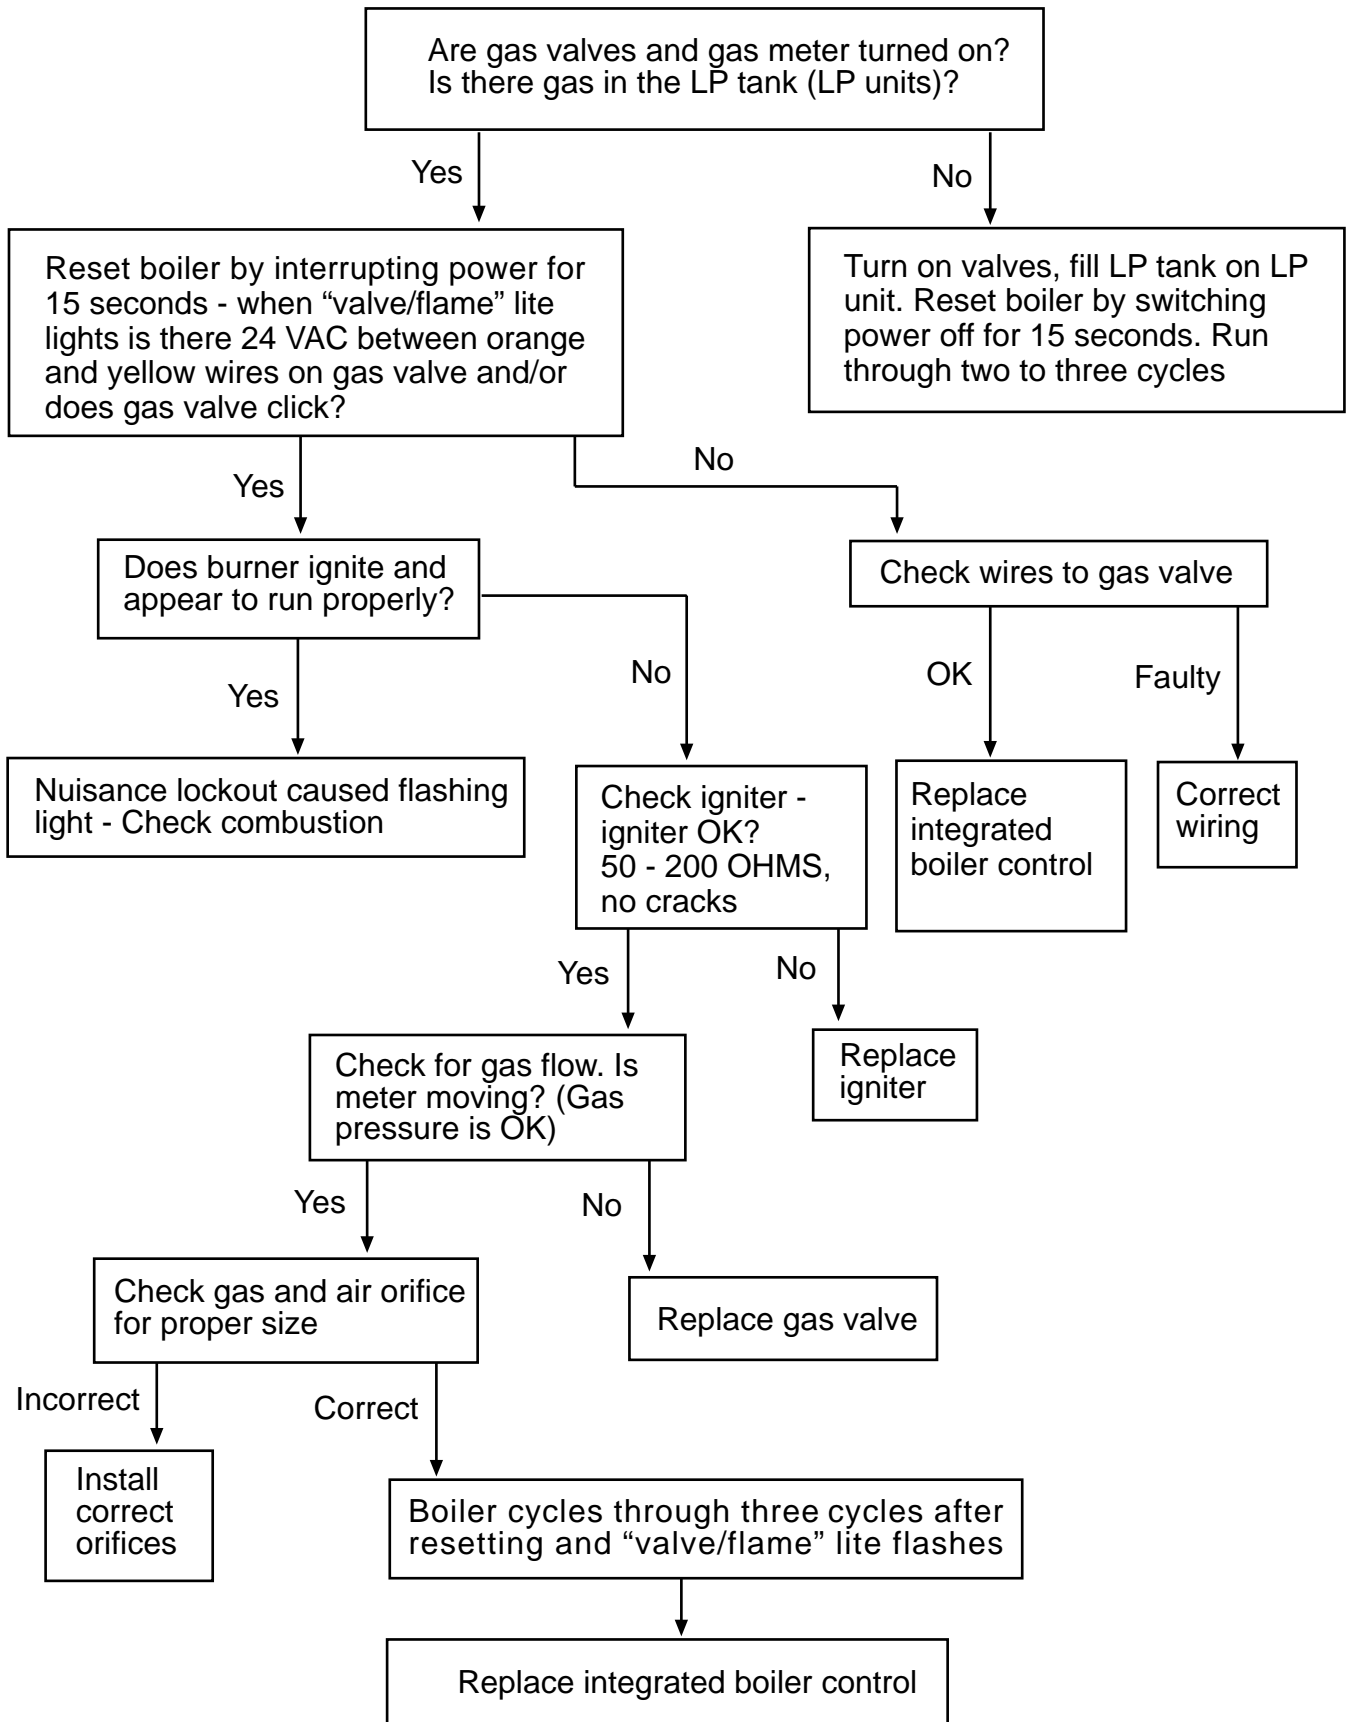 Are gas valves and gas meter turned on?
Is there gas in the LP tank (LP units)?
Yes
No
Reset boiler by interrupting power for
15 seconds - when “valve/flame” lite
lights is there 24 VAC between orange
and yellow wires on gas valve and/or
does gas valve click?
Turn on valves, fill LP tank on LP
unit. Reset boiler by switching
power off for 15 seconds. Run
through two to three cycles
Yes
No
Does burner ignite and
appear to run properly?
Check wires to gas valve
Yes
No
OK
Faulty
Nuisance lockout caused flashing
light - Check combustion
Check igniter -
igniter OK?
50 - 200 OHMS,
no cracks
Replace
integrated
boiler control
Correct
wiring
Yes
No
Check for gas flow. Is
meter moving? (Gas
pressure is OK)
Replace
igniter
Yes
No
Check gas and air orifice
for proper size
Replace gas valve
Incorrect
Correct
Install
correct
orifices
Boiler cycles through three cycles after
resetting and “valve/flame” lite flashes
Replace integrated boiler control